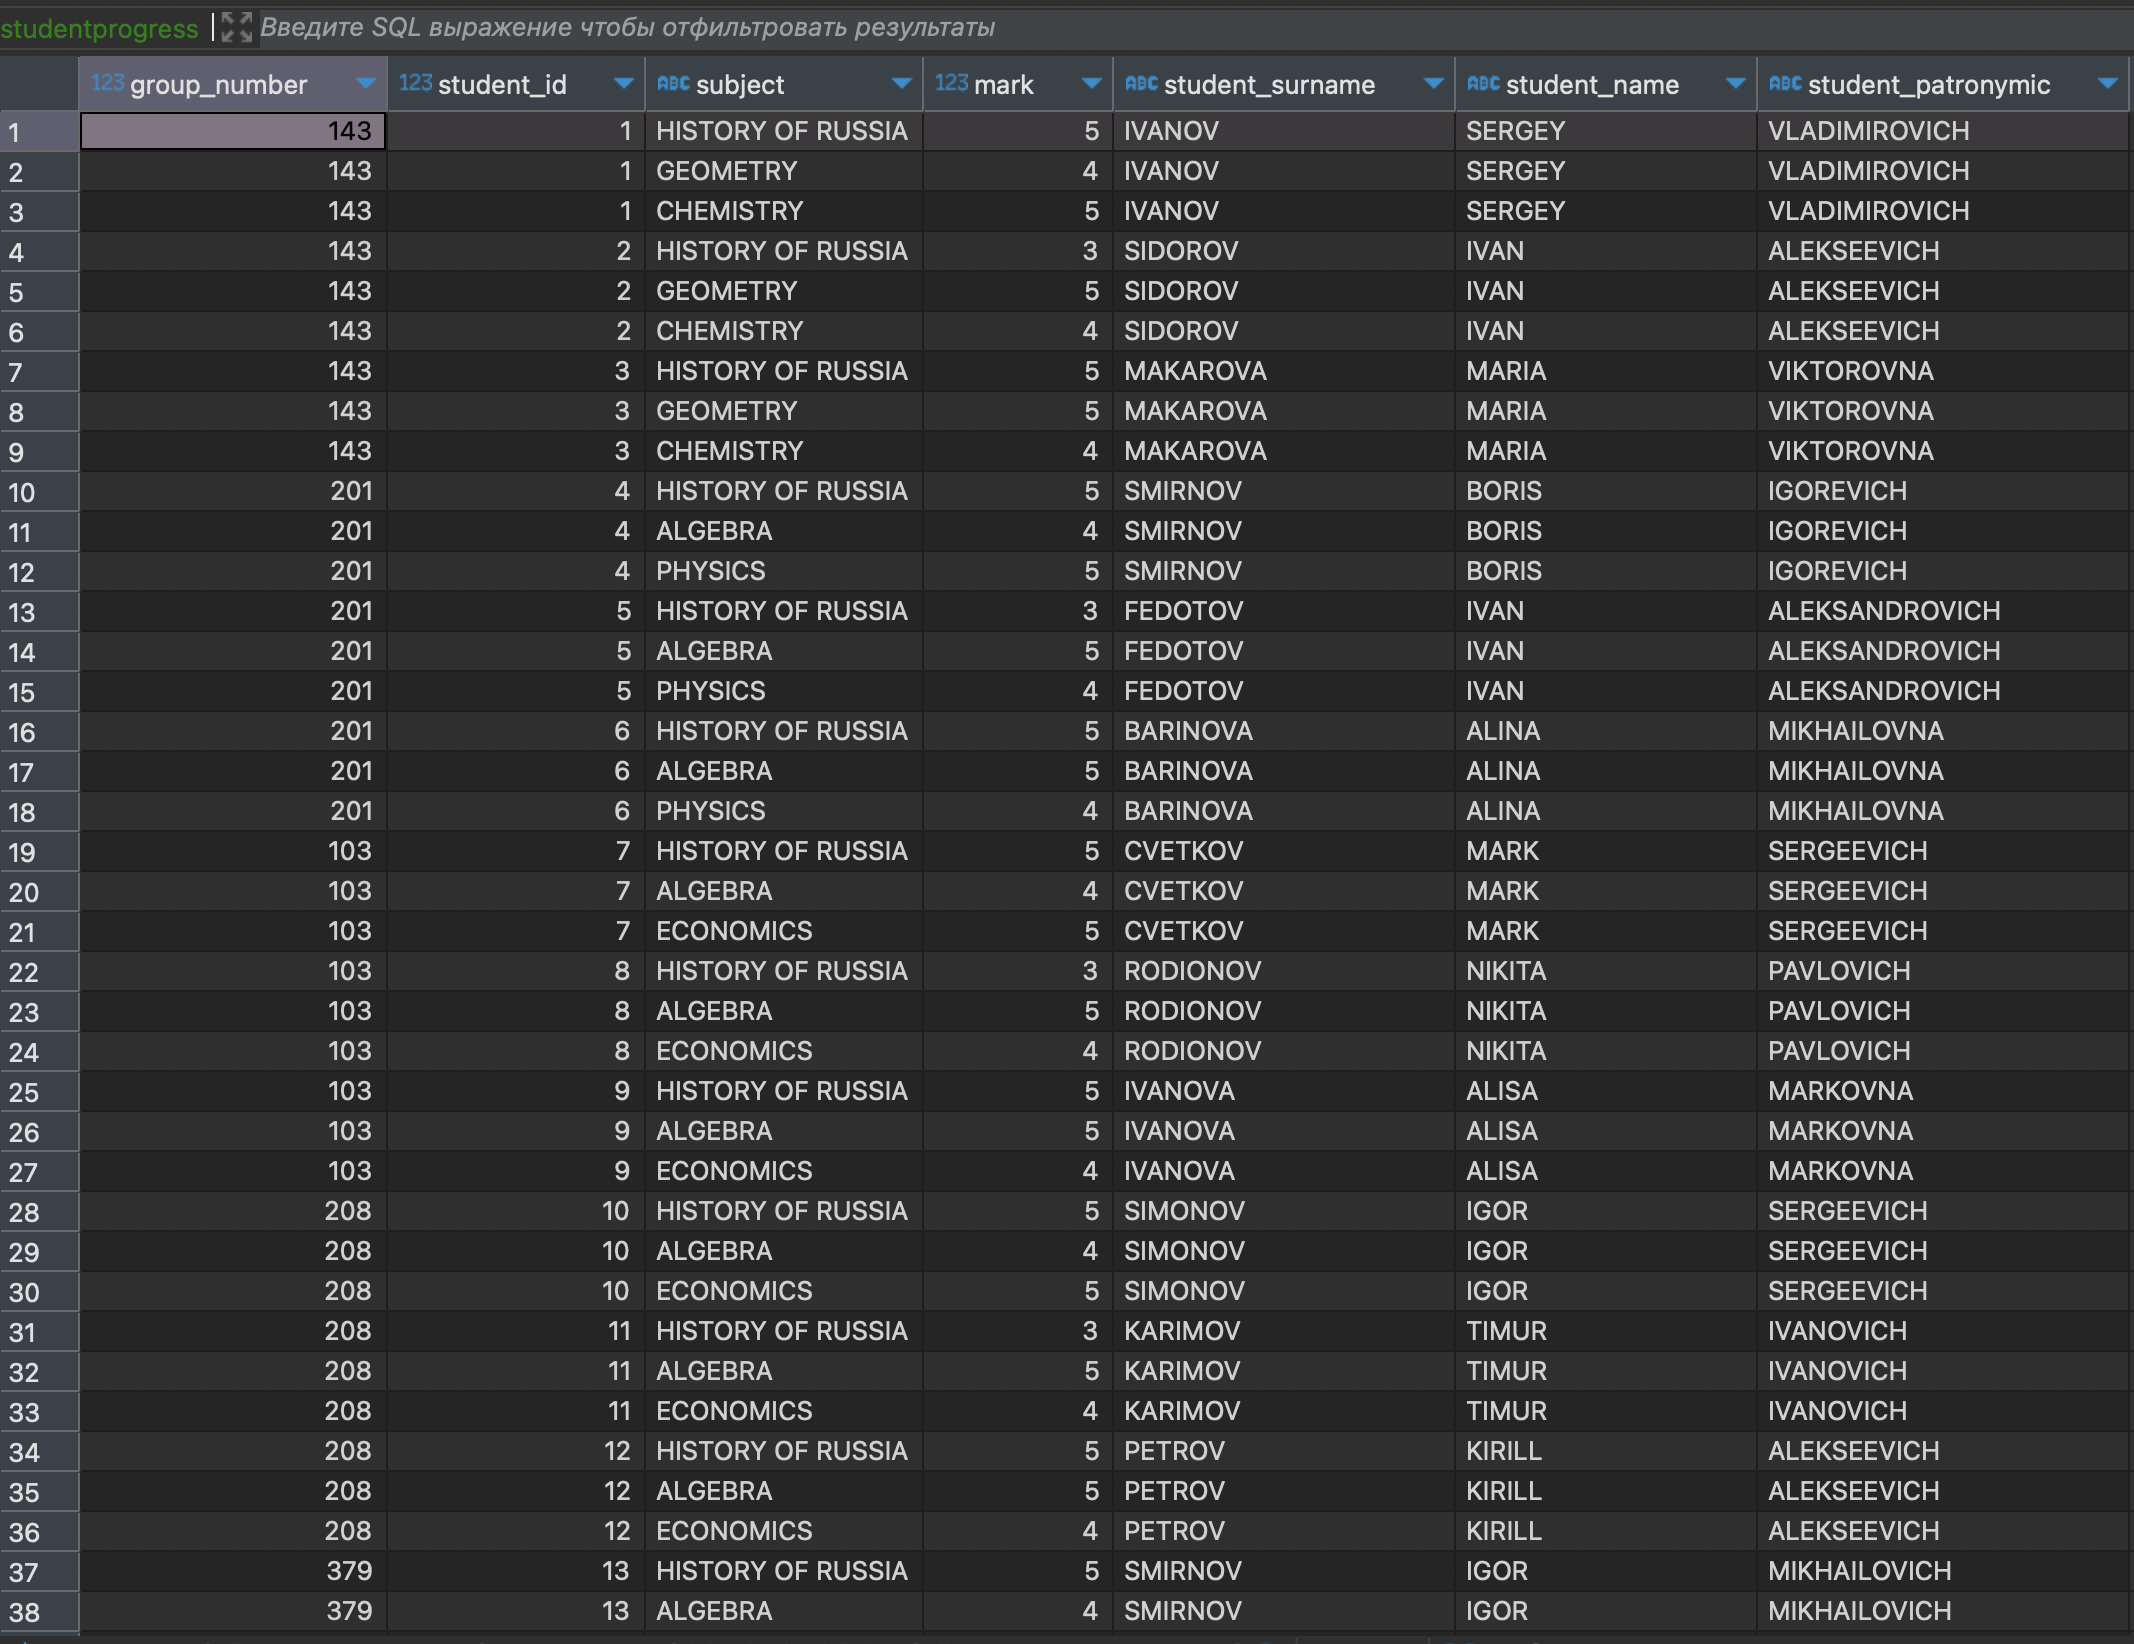 studentprogress Введите SQL выражение чтобы отфильтровать результаты
123 group_number 123 student_id ABC subject 123 mark ABC student_surname ABC student_name ABC student_patronymic
1 143 1 HISTORY OF RUSSIA 5 IVANOV SERGEY VLADIMIROVICH
2 143 1 GEOMETRY 4 IVANOV SERGEY VLADIMIROVICH
3 143 1 CHEMISTRY 5 IVANOV SERGEY VLADIMIROVICH
4 143 2 HISTORY OF RUSSIA 3 SIDOROV IVAN ALEKSEEVICH
5 143 2 GEOMETRY 5 SIDOROV IVAN ALEKSEEVICH
6 143 2 CHEMISTRY 4 SIDOROV IVAN ALEKSEEVICH
7 143 3 HISTORY OF RUSSIA 5 MAKAROVA MARIA VIKTOROVNA
8 143 3 GEOMETRY 5 MAKAROVA MARIA VIKTOROVNA
9 143 3 CHEMISTRY 4 MAKAROVA MARIA VIKTOROVNA
10 201 4 HISTORY OF RUSSIA 5 SMIRNOV BORIS IGOREVICH
11 201 4 ALGEBRA 4 SMIRNOV BORIS IGOREVICH
12 201 4 PHYSICS 5 SMIRNOV BORIS IGOREVICH
13 201 5 HISTORY OF RUSSIA 3 FEDOTOV IVAN ALEKSANDROVICH
14 201 5 ALGEBRA 5 FEDOTOV IVAN ALEKSANDROVICH
15 201 5 PHYSICS 4 FEDOTOV IVAN ALEKSANDROVICH
16 201 6 HISTORY OF RUSSIA 5 BARINOVA ALINA MIKHAILOVNA
17 201 6 ALGEBRA 5 BARINOVA ALINA MIKHAILOVNA
18 201 6 PHYSICS 4 BARINOVA ALINA MIKHAILOVNA
19 103 7 HISTORY OF RUSSIA 5 CVETKOV MARK SERGEEVICH
20 103 7 ALGEBRA 4 CVETKOV MARK SERGEEVICH
21 103 7 ECONOMICS 5 CVETKOV MARK SERGEEVICH
22 103 8 HISTORY OF RUSSIA 3 RODIONOV NIKITA PAVLOVICH
23 103 8 ALGEBRA 5 RODIONOV NIKITA PAVLOVICH
24 103 8 ECONOMICS 4 RODIONOV NIKITA PAVLOVICH
25 103 9 HISTORY OF RUSSIA 5 IVANOVA ALISA MARKOVNA
26 103 9 ALGEBRA 5 IVANOVA ALISA MARKOVNA
27 103 9 ECONOMICS 4 IVANOVA ALISA MARKOVNA
28 208 10 HISTORY OF RUSSIA 5 SIMONOV IGOR SERGEEVICH
29 208 10 ALGEBRA 4 SIMONOV IGOR SERGEEVICH
30 208 10 ECONOMICS 5 SIMONOV IGOR SERGEEVICH
31 208 11 HISTORY OF RUSSIA 3 KARIMOV TIMUR IVANOVICH
32 208 11 ALGEBRA 5 KARIMOV TIMUR IVANOVICH
33 208 11 ECONOMICS 4 KARIMOV TIMUR IVANOVICH
34 208 12 HISTORY OF RUSSIA 5 PETROV KIRILL ALEKSEEVICH
35 208 12 ALGEBRA 5 PETROV KIRILL ALEKSEEVICH
36 208 12 ECONOMICS 4 PETROV KIRILL ALEKSEEVICH
37 379 13 HISTORY OF RUSSIA 5 SMIRNOV IGOR MIKHAILOVICH
38 379 13 ALGEBRA 4 SMIRNOV IGOR MIKHAILOVICH